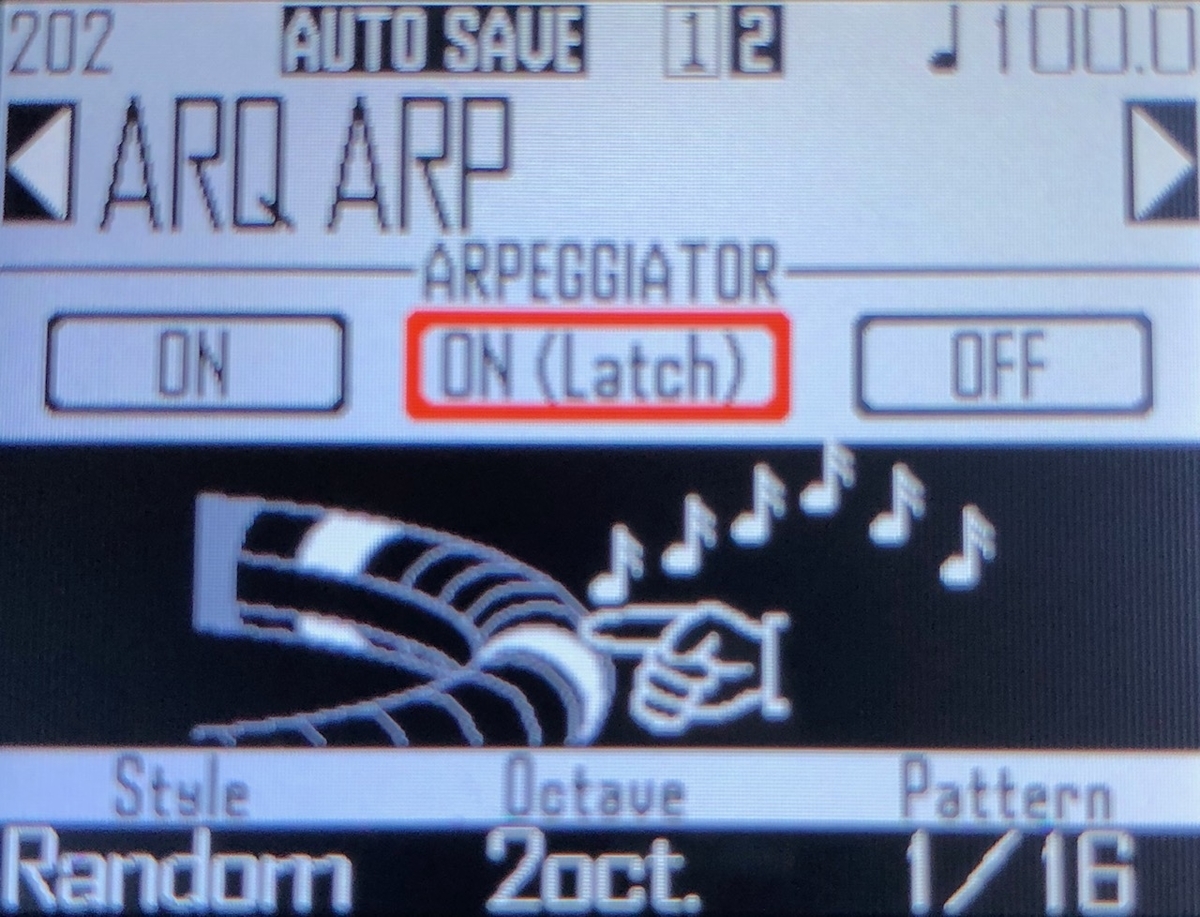 202 AUTO SAVE 1 2 ♩100.0
ARQ ARP
ARPEGGIATOR
ON ON (Latch) OFF
Style Octave Pattern
Random 2oct. 1/16